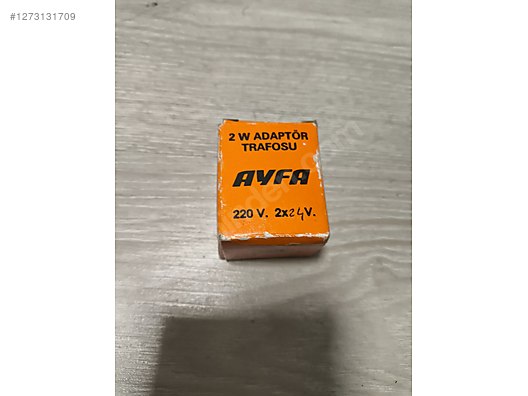 #1273131709
2 W ADAPTÖR
TRAFOSU
AYFA
220 V. 2x24V.